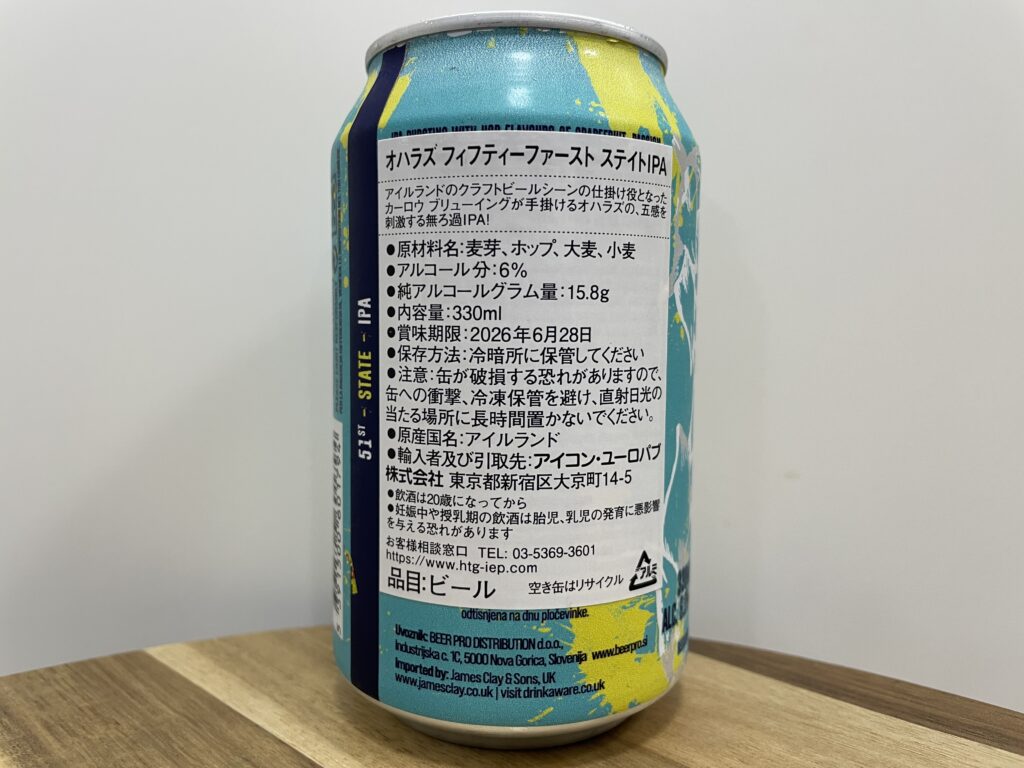 IPA BURSTING WITH HOP FLAVOURS OF GRAPEFRUIT, PASSION
オハラズ フィフティーファースト ステイトIPA
アイルランドのクラフトビールシーンの仕掛け役となった
カーロウ ブリューイングが手掛けるオハラズの、五感を
刺激する無ろ過IPA!
●原材料名:麦芽、ホップ、大麦、小麦
●アルコール分:6%
●純アルコールグラム量:15.8g
●内容量:330ml
●賞味期限:2026年6月28日
●保存方法:冷暗所に保管してください
●注意:缶が破損する恐れがありますので、
缶への衝撃、冷凍保管を避け、直射日光の
当たる場所に長時間置かないでください。
●原産国名:アイルランド
●輸入者及び引取先:アイコン・ユーロパブ
株式会社 東京都新宿区大京町14-5
●飲酒は20歳になってから
●妊娠中や授乳期の飲酒は胎児、乳児の発育に悪影響
を与える恐れがあります
お客様相談窓口 TEL: 03-5369-3601
https://www.htg-iep.com
品目:ビール 空き缶はリサイクル アルミ
51ST - STATE - IPA
odtisnjena na dnu pločevinke.
Uvoznik: BEER PRO DISTRIBUTION d.o.o.,
Industrijska c. 1C, 5000 Nova Gorica, Slovenija www.beerpro.si
Imported by: James Clay & Sons, UK
www.jamesclay.co.uk | visit drinkaware.co.uk
ALC.